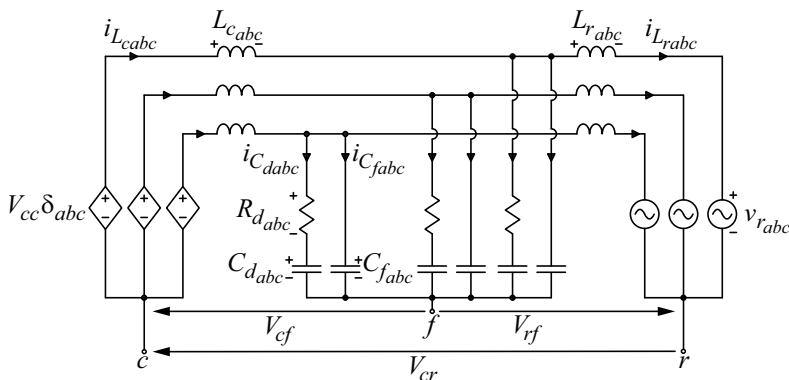 L_{c_{abc}} L_{r_{abc}}
i_{L_{cabc}} + - + - i_{L_{rabc}}
i_{C_{dabc}} i_{C_{fabc}}
V_{cc}δ_{abc} + - + - + - R_{d_{abc}} + - + - v_{r_{abc}}
C_{d_{abc}} + - + - C_{f_{abc}}
V_{cf} f V_{rf}
c V_{cr} r